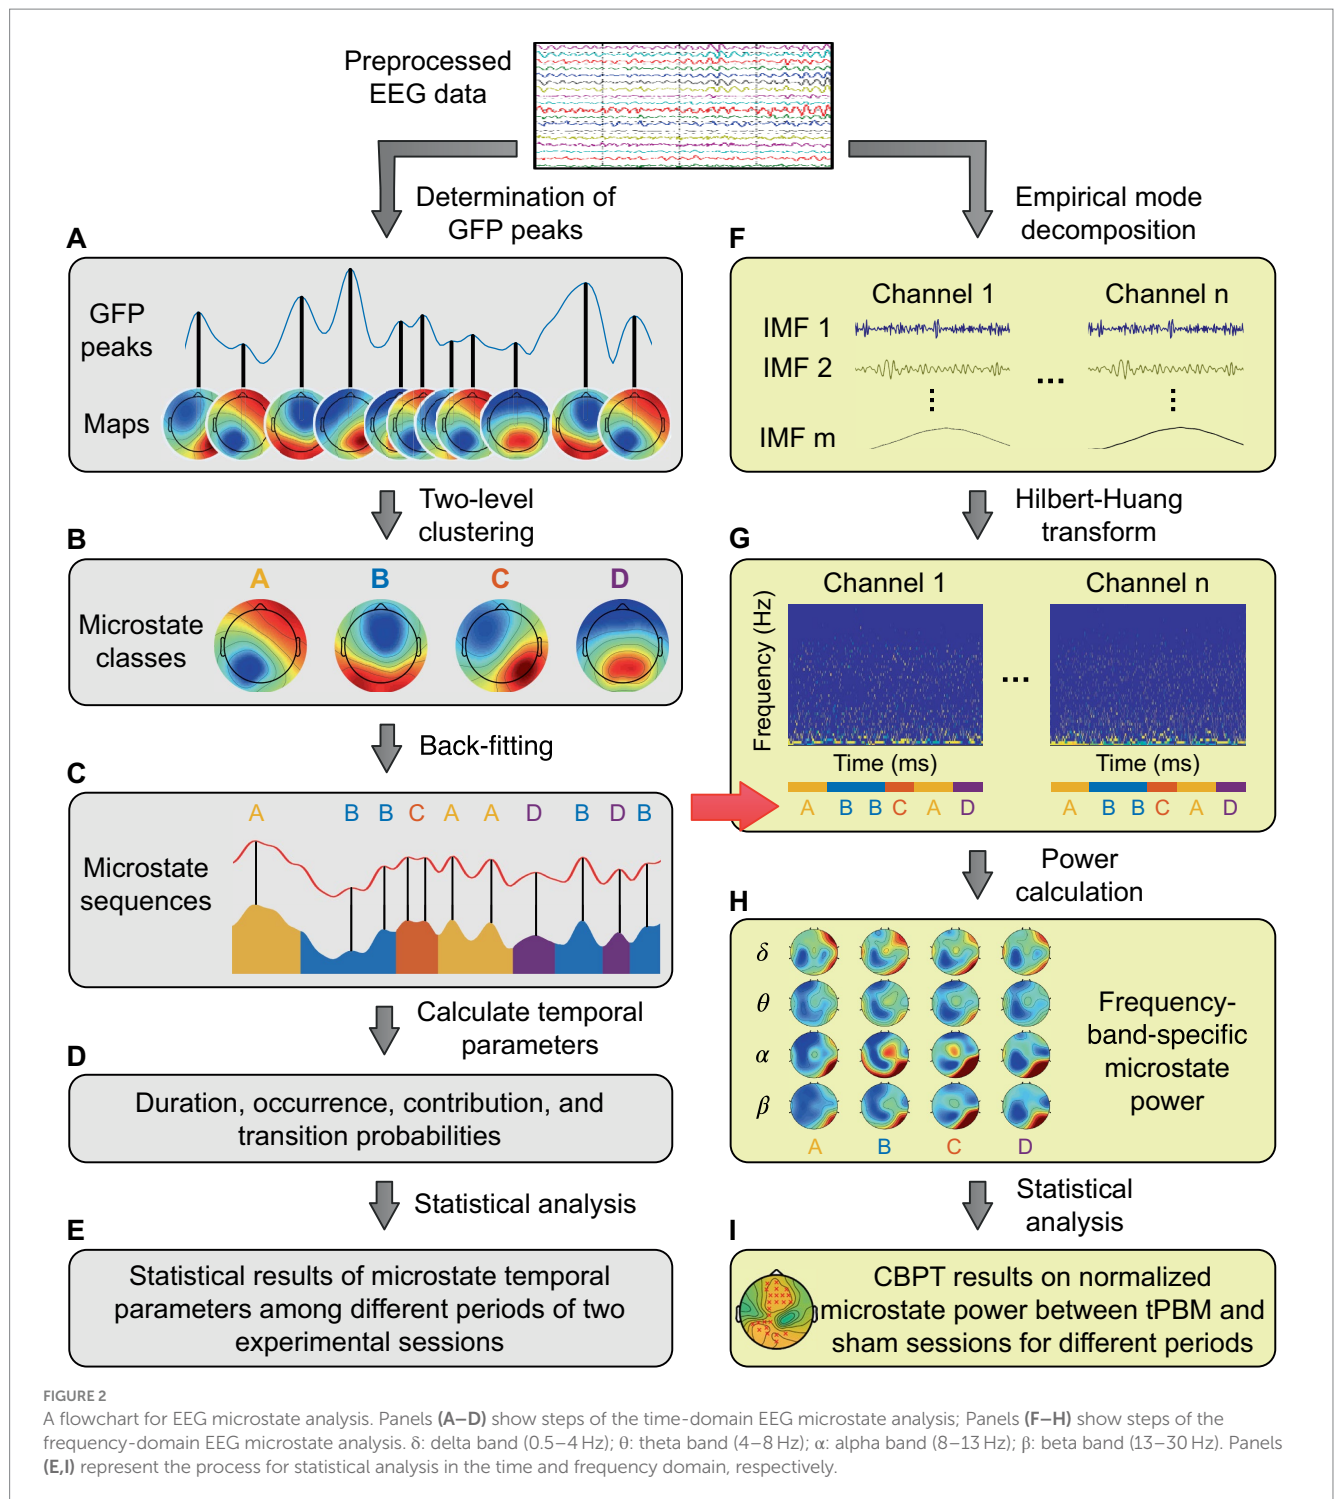 Preprocessed
EEG data
Determination of
GFP peaks
A
GFP
peaks
Maps
Two-level
clustering
B
A B C D
Microstate
classes
Back-fitting
C
A B B C A A D B D B
Microstate
sequences
Calculate temporal
parameters
D
Duration, occurrence, contribution, and
transition probabilities
Statistical analysis
E
Statistical results of microstate temporal
parameters among different periods of two
experimental sessions
Empirical mode
decomposition
F
Channel 1 Channel n
IMF 1
IMF 2
...
⋮ ⋮
IMF m
Hilbert-Huang
transform
G
Channel 1 Channel n
Frequency (Hz)
...
Time (ms) Time (ms)
A B B C A D A B B C A D
Power
calculation
H
δ
θ
α
β
A B C D
Frequency-
band-specific
microstate
power
Statistical
analysis
I
CBPT results on normalized
microstate power between tPBM and
sham sessions for different periods
FIGURE 2
A flowchart for EEG microstate analysis. Panels (A–D) show steps of the time-domain EEG microstate analysis; Panels (F–H) show steps of the
frequency-domain EEG microstate analysis. δ: delta band (0.5–4 Hz); θ: theta band (4–8 Hz); α: alpha band (8–13 Hz); β: beta band (13–30 Hz). Panels
(E,I) represent the process for statistical analysis in the time and frequency domain, respectively.